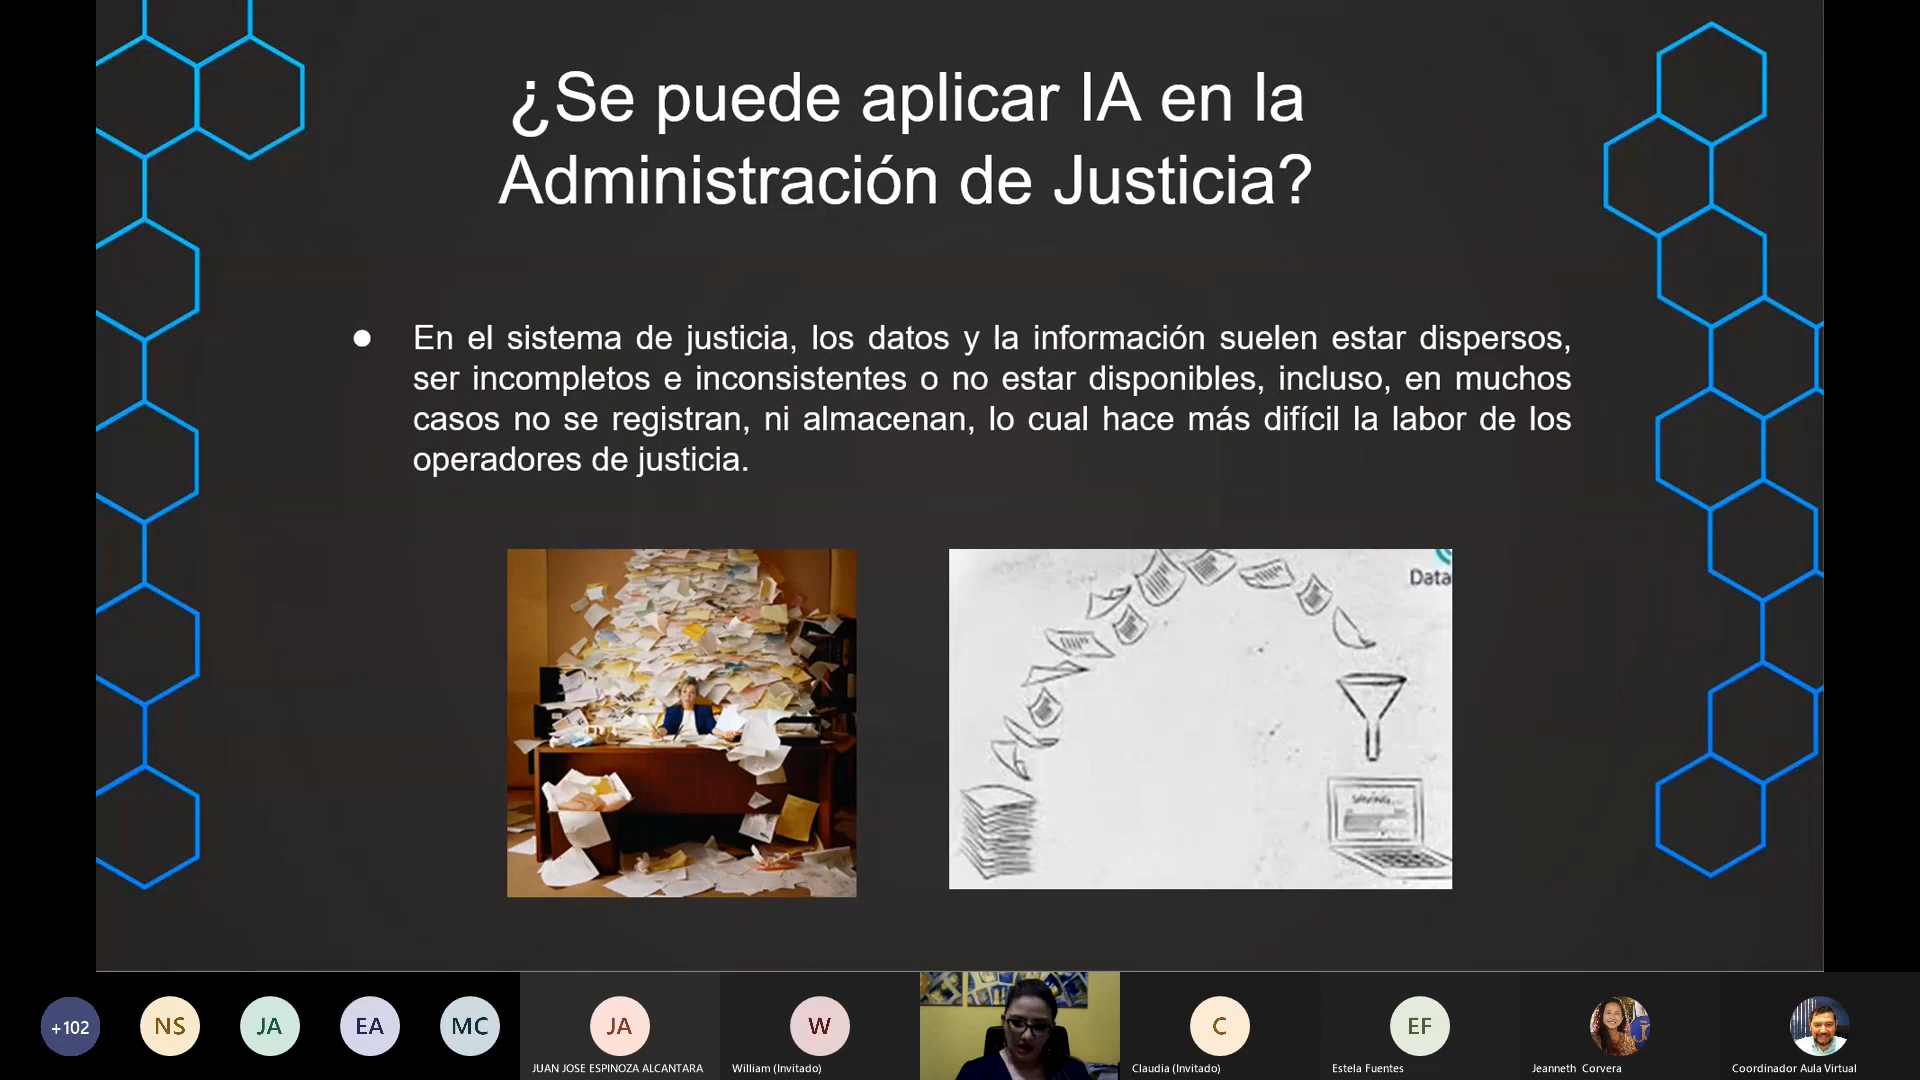 ¿Se puede aplicar IA en la
Administración de Justicia?
En el sistema de justicia, los datos y la información suelen estar dispersos,
ser incompletos e inconsistentes o no estar disponibles, incluso, en muchos
casos no se registran, ni almacenan, lo cual hace más difícil la labor de los
operadores de justicia.
Data
+102
NS
JA
EA
MC
JA
JUAN JOSE ESPINOZA ALCANTARA
W
William (Invitado)
C
Claudia (Invitado)
EF
Estela Fuentes
Jeanneth Corvera
Coordinador Aula Virtual